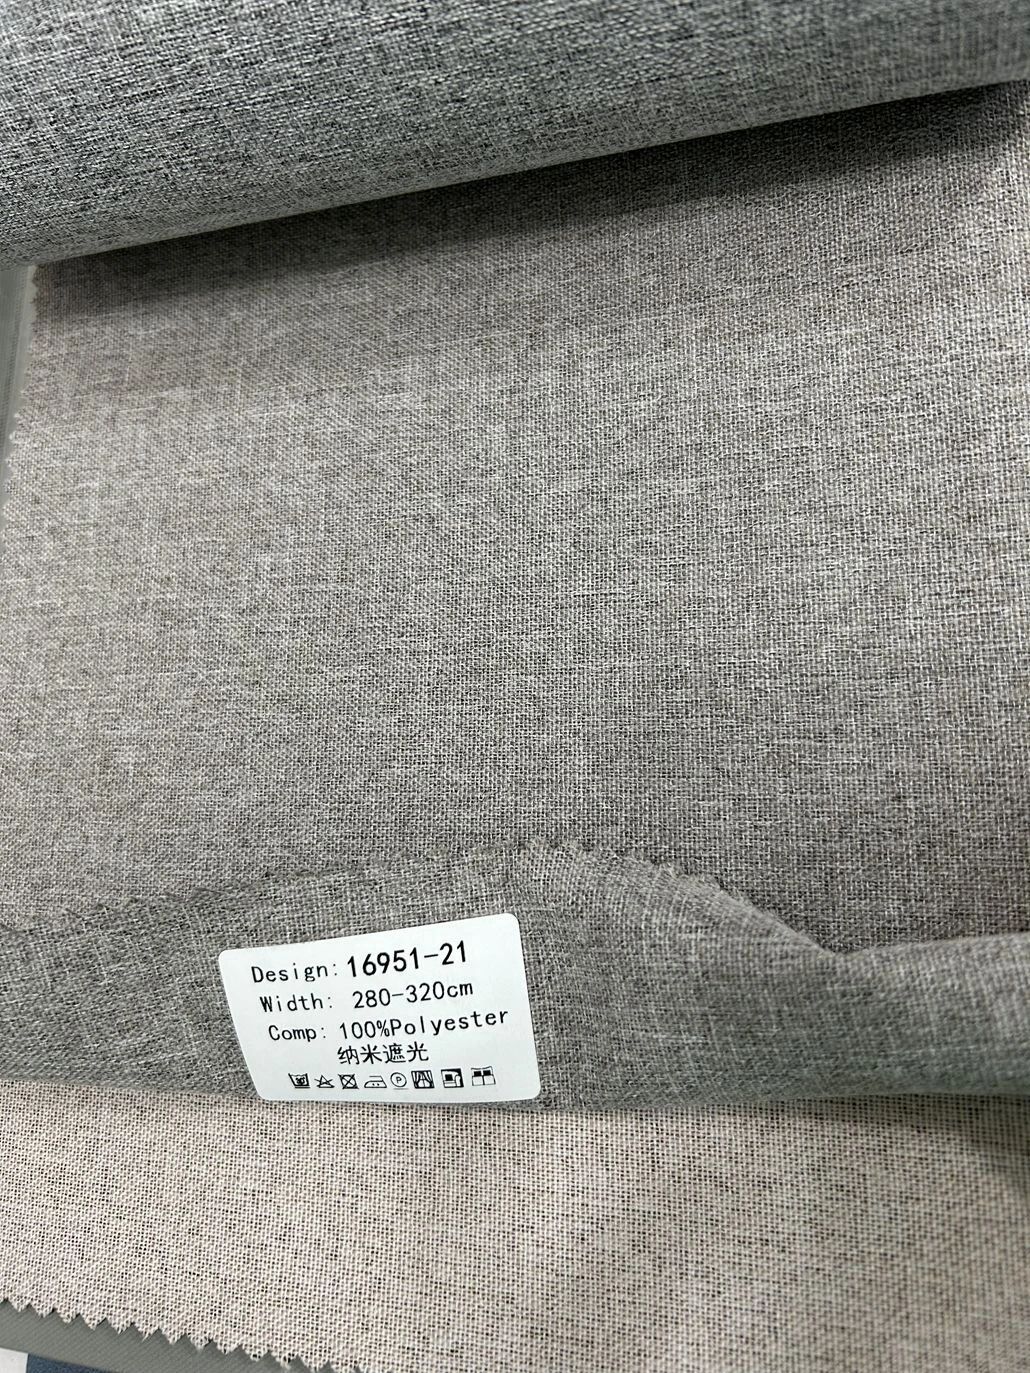 Design: 16951-21
Width: 280-320cm
Comp: 100%Polyester
纳米遮光